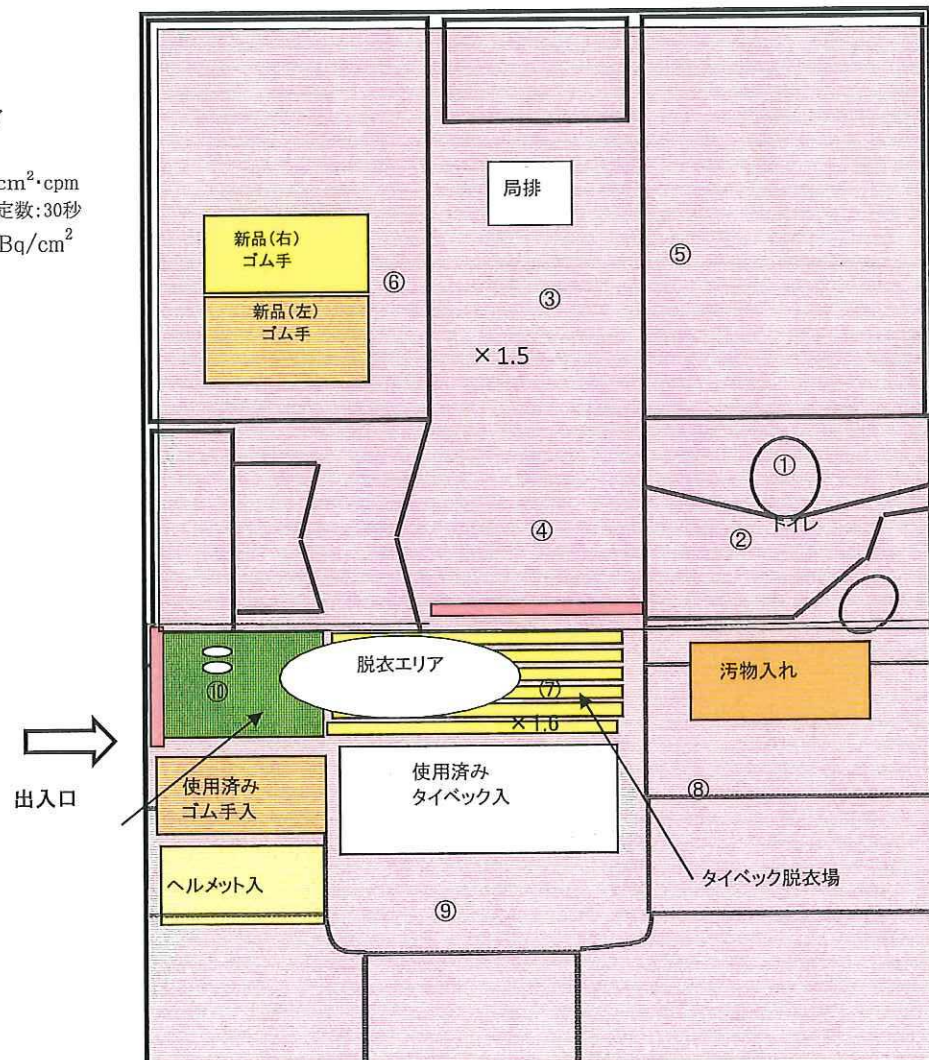 cm²・cpm
定数:30秒
Bq/cm²
局排
新品(右)
ゴム手
⑥
新品(左)
ゴム手
③
⑤
×1.5
①
トイレ
②
④
脱衣エリア
⑩
(7)
×1.6
汚物入れ
出入口
使用済み
ゴム手入
使用済み
タイベック入
⑧
ヘルメット入
タイベック脱衣場
⑨